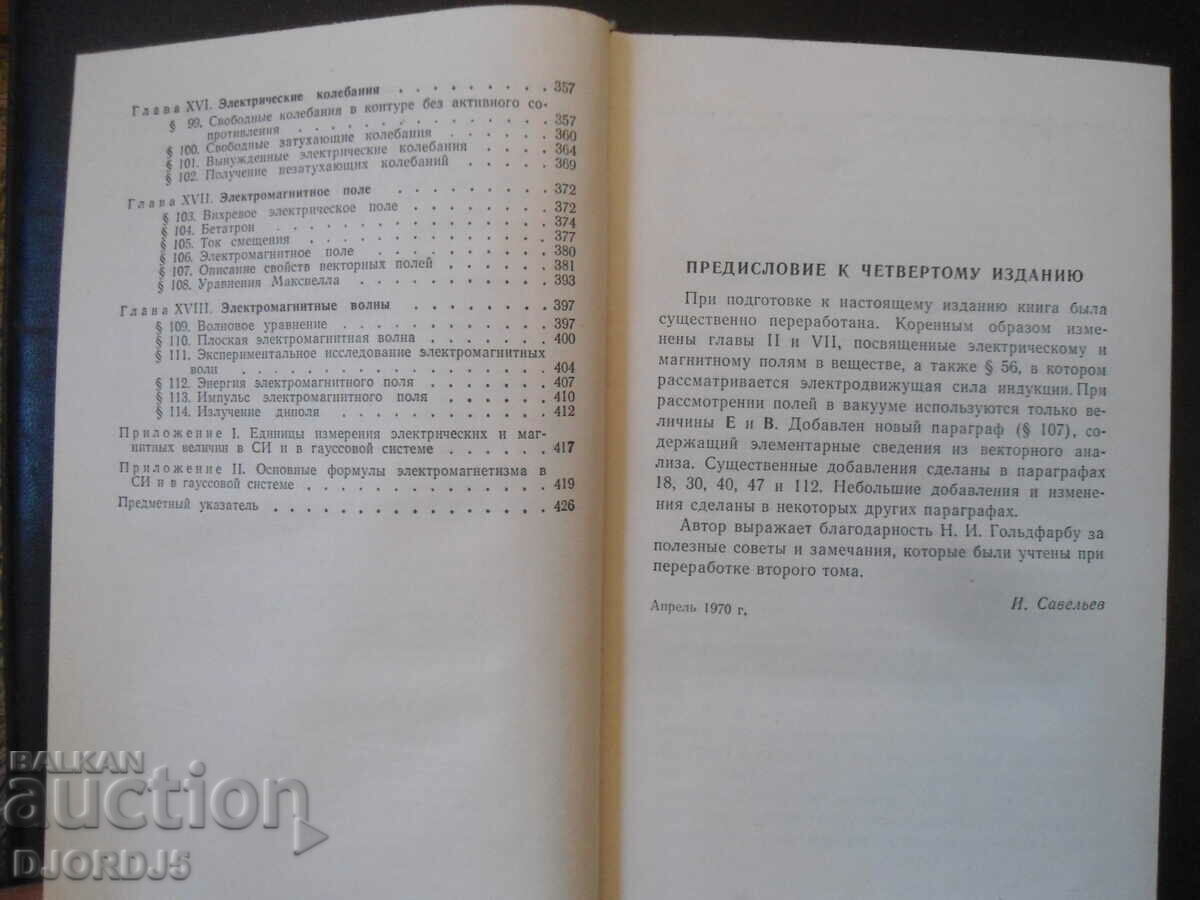 Глава XVI. Электрические колебания . . . . . . . . . 357
§ 99. Свободные колебания в контуре без активного со-
противления . . . . . . . . . . . . . 357
§ 100. Свободные затухающие колебания . . . . . . 360
§ 101. Вынужденные электрические колебания . . . . 364
§ 102. Получение незатухающих колебаний . . . . . 369
Глава XVII. Электромагнитное поле . . . . . . . . . 372
§ 103. Вихревое электрическое поле . . . . . . . . 372
§ 104. Бетатрон . . . . . . . . . . . . . 374
§ 105. Ток смещения . . . . . . . . . . . . 377
§ 106. Электромагнитное поле . . . . . . . . . 380
§ 107. Описание свойств векторных полей . . . . . . 381
§ 108. Уравнения Максвелла . . . . . . . . . . 393
Глава XVIII. Электромагнитные волны . . . . . . . . 397
§ 109. Волновое уравнение . . . . . . . . . . 397
§ 110. Плоская электромагнитная волна . . . . . . 400
§ 111. Экспериментальное исследование электромагнитных
волн . . . . . . . . . . . . . . . 404
§ 112. Энергия электромагнитного поля . . . . . . . 407
§ 113. Импульс электромагнитного поля . . . . . . 410
§ 114. Излучение диполя . . . . . . . . . . . 412
Приложение I. Единицы измерения электрических и маг-
нитных величин в СИ и в гауссовой системе . . . . . 417
Приложение II. Основные формулы электромагнетизма в
СИ и в гауссовой системе . . . . . . . . . . . . 419
Предметный указатель . . . . . . . . . . . . . . 426
ПРЕДИСЛОВИЕ К ЧЕТВЕРТОМУ ИЗДАНИЮ
При подготовке к настоящему изданию книга была
существенно переработана. Коренным образом изме-
нены главы II и VII, посвященные электрическому и
магнитному полям в веществе, а также § 56, в котором
рассматривается электродвижущая сила индукции. При
рассмотрении полей в вакууме используются только ве-
личины E и B. Добавлен новый параграф (§ 107), со-
держащий элементарные сведения из векторного ана-
лиза. Существенные добавления сделаны в параграфах
18, 30, 40, 47 и 112. Небольшие добавления и измене-
ния сделаны в некоторых других параграфах.
Автор выражает благодарность Н. И. Гольдфарбу за
полезные советы и замечания, которые были учтены при
переработке второго тома.
Апрель 1970 г. И. Савельев
BALKAN
auction
DJORDJ5